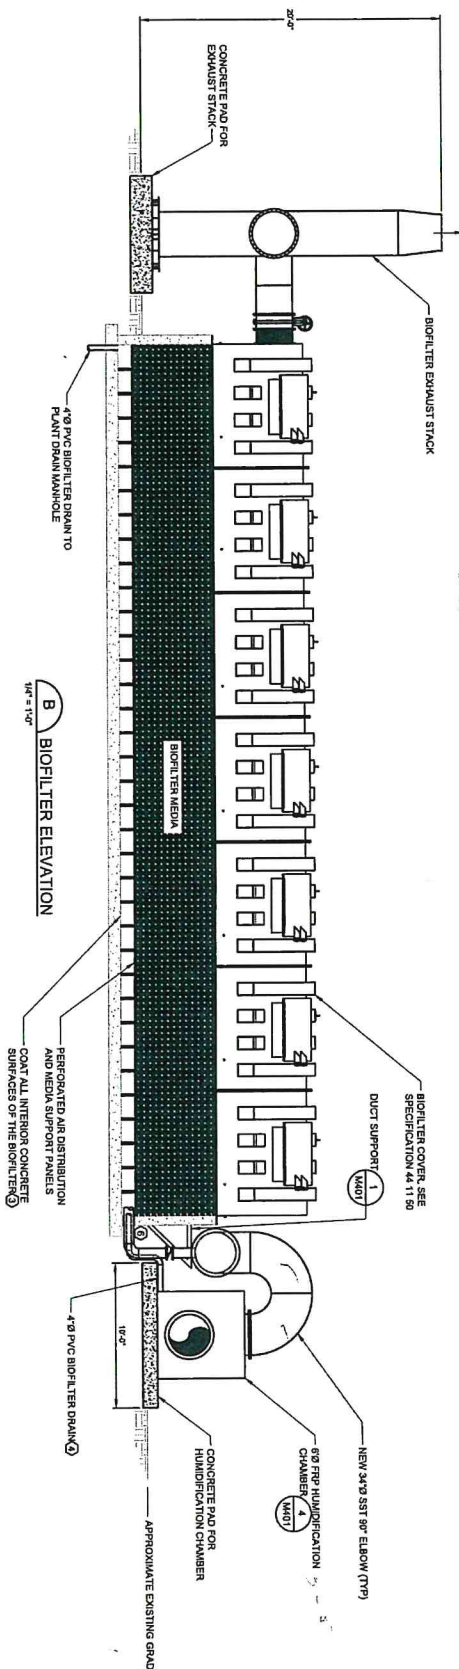 20'-0"
CONCRETE PAD FOR
EXHAUST STACK
BIOFILTER EXHAUST STACK
4"Ø PVC BIOFILTER DRAIN TO
PLANT DRAIN MANHOLE
BIOFILTER MEDIA
B
BIOFILTER ELEVATION
1/4" = 1'-0"
BIOFILTER COVER, SEE
SPECIFICATION 44 11 50
DUCT SUPPORT
1
M401
PERFORATED AIR DISTRIBUTION
AND MEDIA SUPPORT PANELS
COAT ALL INTERIOR CONCRETE
SURFACES OF THE BIOFILTER 3
6
NEW 34"Ø SST 90° ELBOW (TYP)
6'Ø FRP HUMIDIFICATION
CHAMBER
4
M401
10'-0"
4"Ø PVC BIOFILTER DRAIN 4
CONCRETE PAD FOR
HUMIDIFICATION CHAMBER
APPROXIMATE EXISTING GRAD